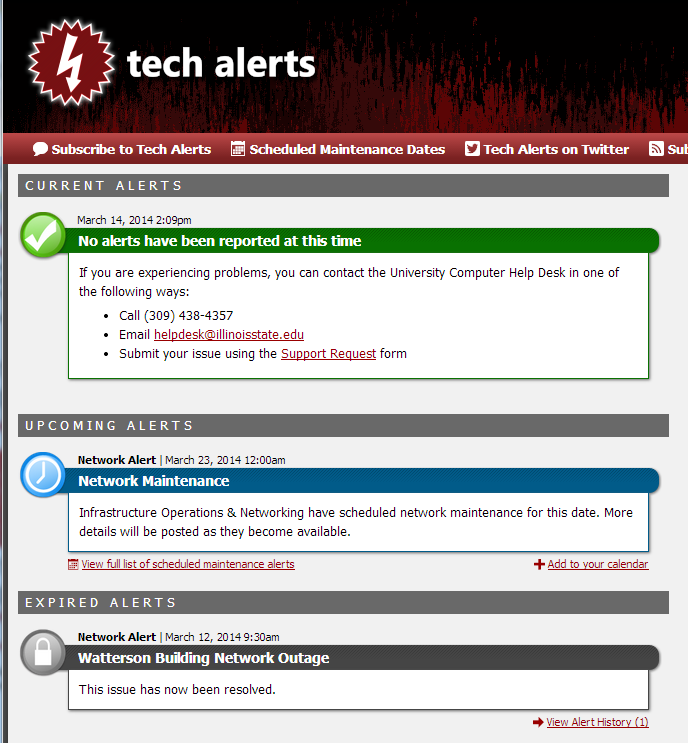 tech alerts
Subscribe to Tech Alerts Scheduled Maintenance Dates Tech Alerts on Twitter Sub
CURRENT ALERTS
March 14, 2014 2:09pm
No alerts have been reported at this time
If you are experiencing problems, you can contact the University Computer Help Desk in one of
the following ways:
• Call (309) 438-4357
• Email helpdesk@illinoisstate.edu
• Submit your issue using the Support Request form
UPCOMING ALERTS
Network Alert | March 23, 2014 12:00am
Network Maintenance
Infrastructure Operations & Networking have scheduled network maintenance for this date. More
details will be posted as they become available.
View full list of scheduled maintenance alerts Add to your calendar
EXPIRED ALERTS
Network Alert | March 12, 2014 9:30am
Watterson Building Network Outage
This issue has now been resolved.
View Alert History (1)